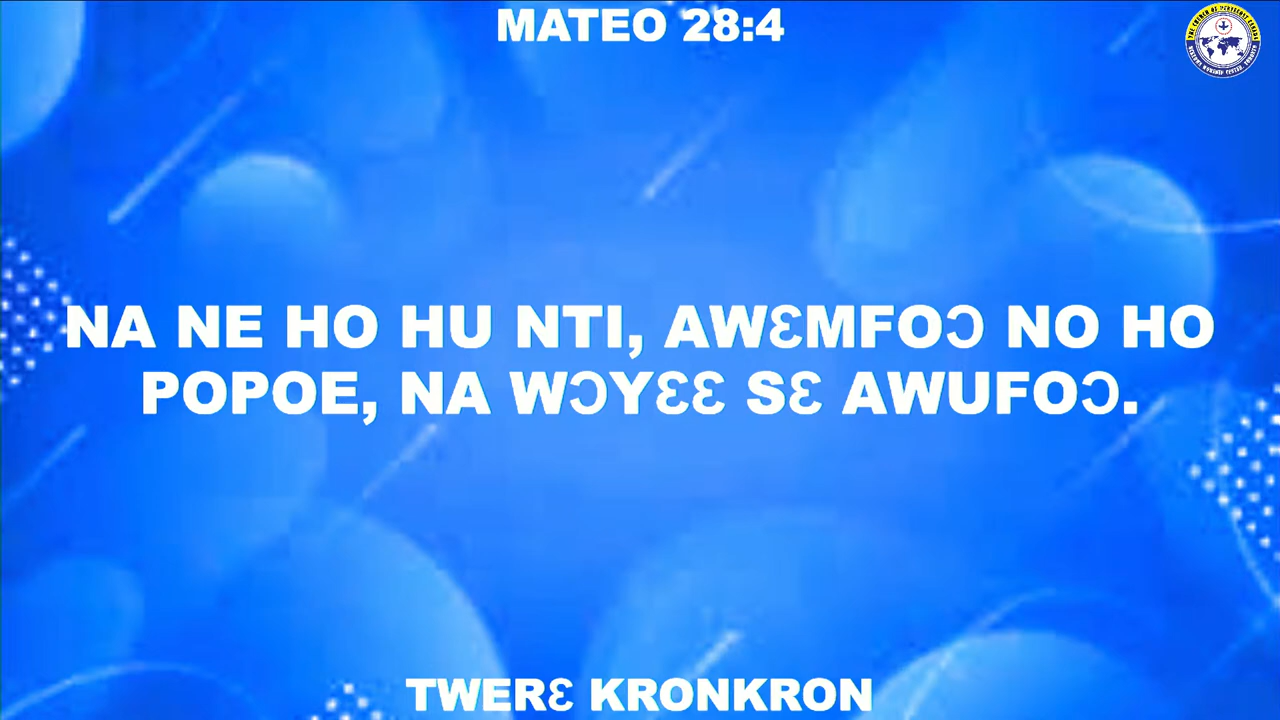 MATEO 28:4
NA NE HO HU NTI, AWƐMFOƆ NO HO
POPOE, NA WƆYƐƐ SƐ AWUFOƆ.
TWERƐ KRONKRON